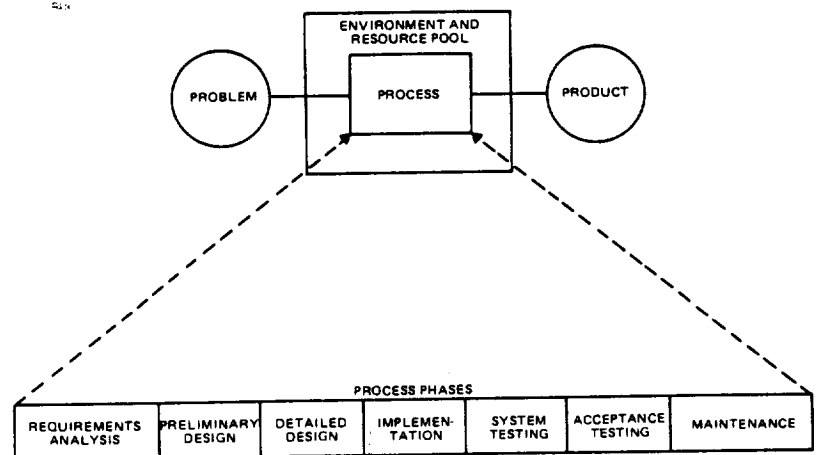 ENVIRONMENT AND
RESOURCE POOL
PROBLEM
PROCESS
PRODUCT
PROCESS PHASES
REQUIREMENTS
ANALYSIS
PRELIMINARY
DESIGN
DETAILED
DESIGN
IMPLEMEN-
TATION
SYSTEM
TESTING
ACCEPTANCE
TESTING
MAINTENANCE